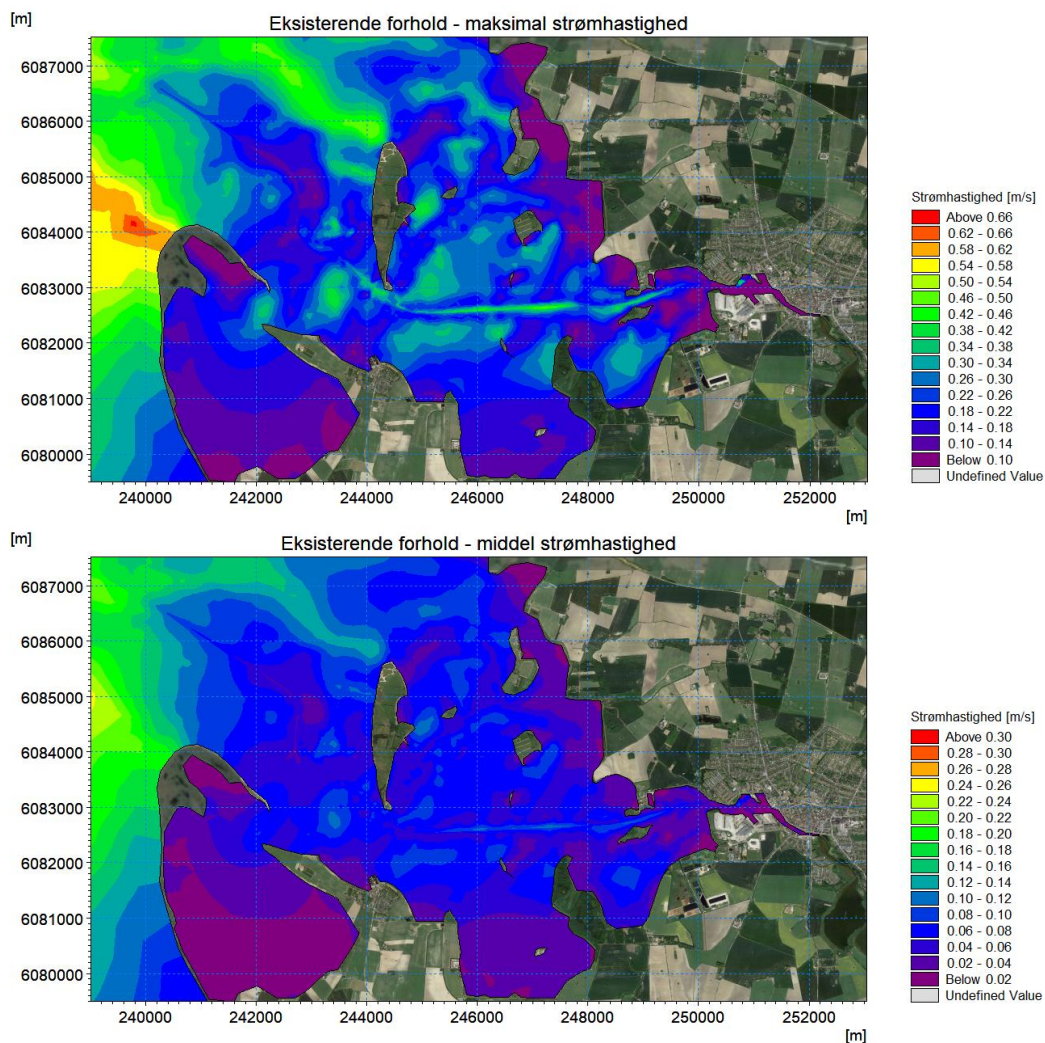 [m]
Eksisterende forhold - maksimal strømhastighed
6087000
6086000
6085000
6084000
6083000
6082000
6081000
6080000
240000 242000 244000 246000 248000 250000 252000
[m]
Strømhastighed [m/s]
Above 0.66
0.62 - 0.66
0.58 - 0.62
0.54 - 0.58
0.50 - 0.54
0.46 - 0.50
0.42 - 0.46
0.38 - 0.42
0.34 - 0.38
0.30 - 0.34
0.26 - 0.30
0.22 - 0.26
0.18 - 0.22
0.14 - 0.18
0.10 - 0.14
Below 0.10
Undefined Value
[m]
Eksisterende forhold - middel strømhastighed
6087000
6086000
6085000
6084000
6083000
6082000
6081000
6080000
240000 242000 244000 246000 248000 250000 252000
[m]
Strømhastighed [m/s]
Above 0.30
0.28 - 0.30
0.26 - 0.28
0.24 - 0.26
0.22 - 0.24
0.20 - 0.22
0.18 - 0.20
0.16 - 0.18
0.14 - 0.16
0.12 - 0.14
0.10 - 0.12
0.08 - 0.10
0.06 - 0.08
0.04 - 0.06
0.02 - 0.04
Below 0.02
Undefined Value